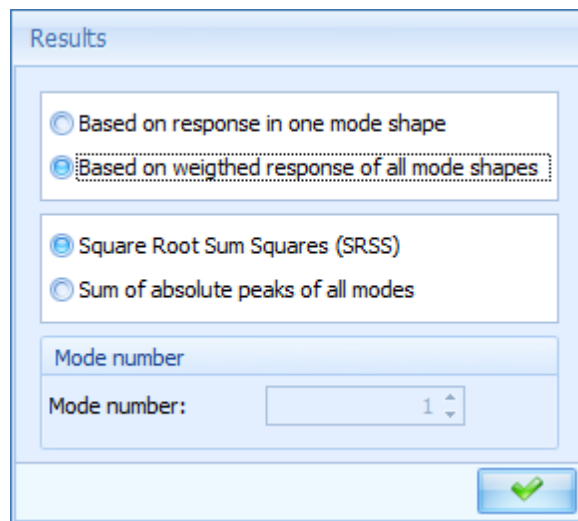 Results
Based on response in one mode shape
Based on weigthed response of all mode shapes
Square Root Sum Squares (SRSS)
Sum of absolute peaks of all modes
Mode number
Mode number: 1